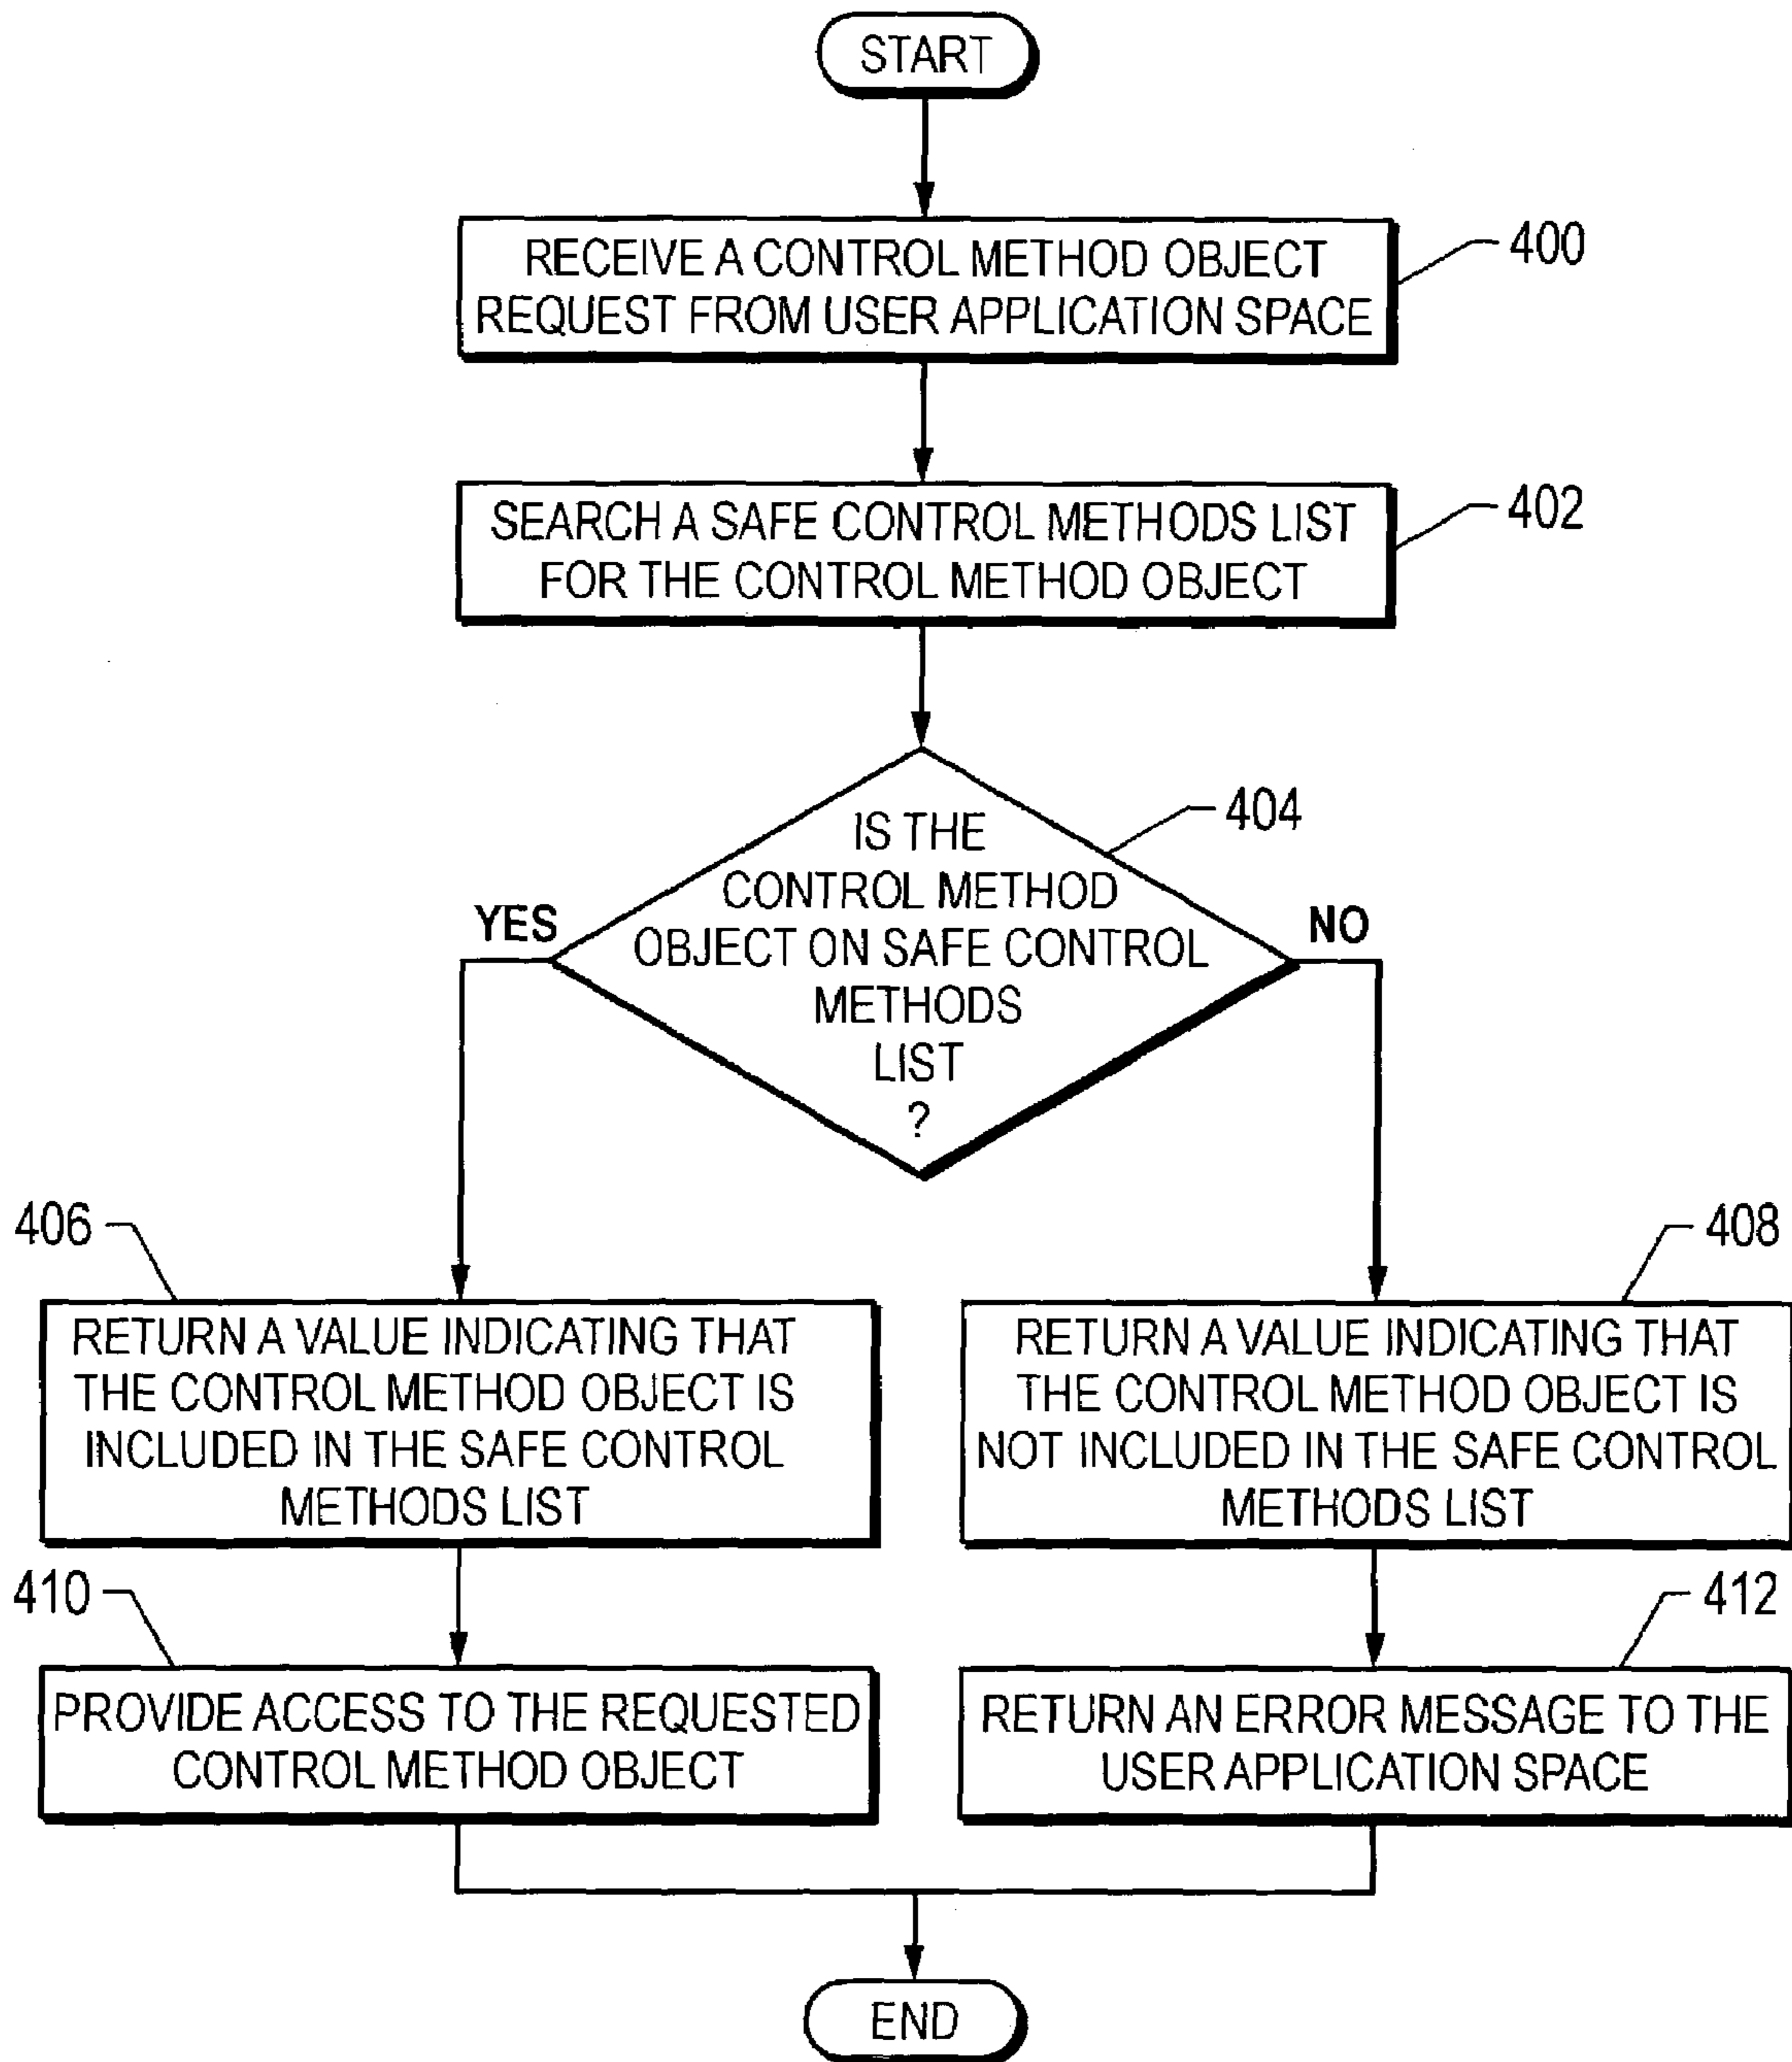 START
RECEIVE A CONTROL METHOD OBJECT
REQUEST FROM USER APPLICATION SPACE
400
SEARCH A SAFE CONTROL METHODS LIST
FOR THE CONTROL METHOD OBJECT
402
IS THE
CONTROL METHOD
OBJECT ON SAFE CONTROL
METHODS
LIST
?
404
YES
NO
406
RETURN A VALUE INDICATING THAT
THE CONTROL METHOD OBJECT IS
INCLUDED IN THE SAFE CONTROL
METHODS LIST
408
RETURN A VALUE INDICATING THAT
THE CONTROL METHOD OBJECT IS
NOT INCLUDED IN THE SAFE CONTROL
METHODS LIST
410
PROVIDE ACCESS TO THE REQUESTED
CONTROL METHOD OBJECT
412
RETURN AN ERROR MESSAGE TO THE
USER APPLICATION SPACE
END